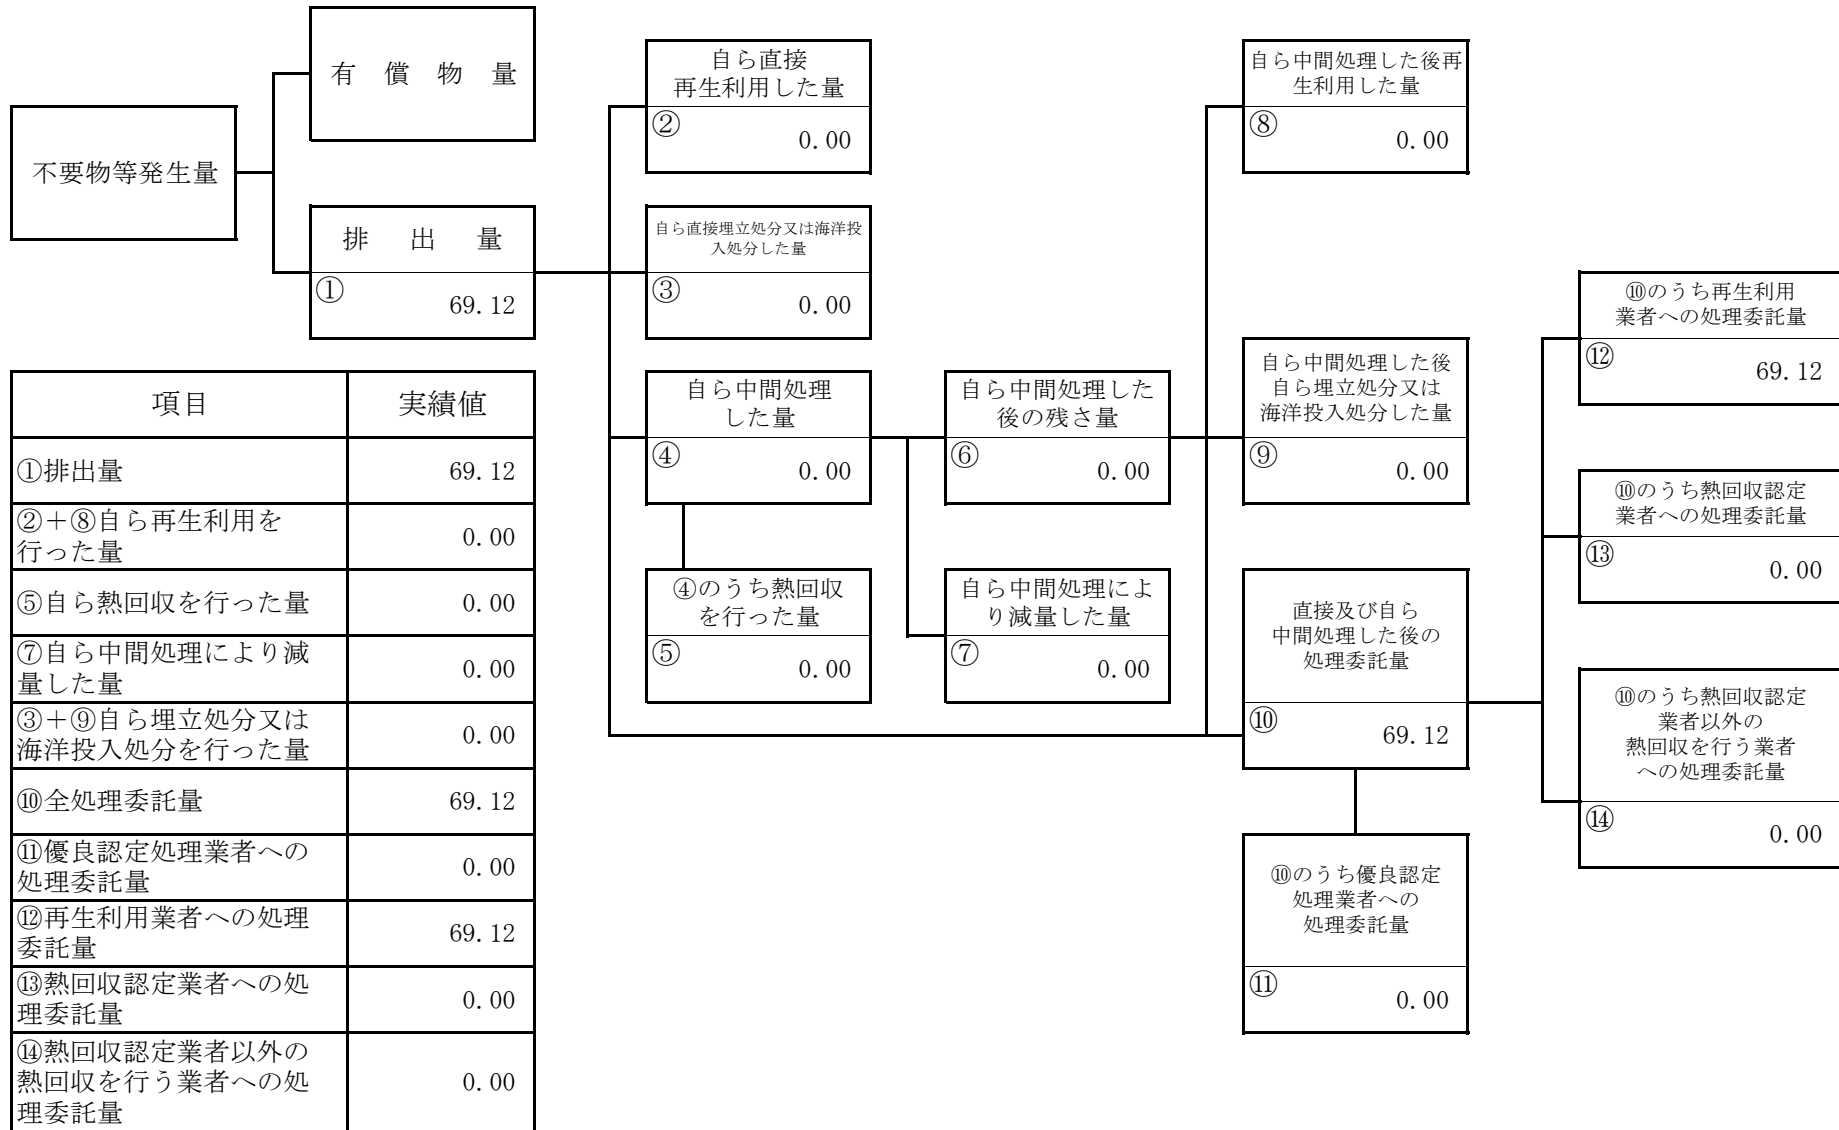 有 償 物 量
不要物等発生量
排 出 量
①
69.12
自ら直接
再生利用した量
②
0.00
自ら直接埋立処分又は海洋投
入処分した量
③
0.00
自ら中間処理
した量
④
0.00
④のうち熱回収
を行った量
⑤
0.00
自ら中間処理した
後の残さ量
⑥
0.00
自ら中間処理によ
り減量した量
⑦
0.00
自ら中間処理した後再
生利用した量
⑧
0.00
自ら中間処理した後
自ら埋立処分又は
海洋投入処分した量
⑨
0.00
直接及び自ら
中間処理した後の
処理委託量
⑩
69.12
⑩のうち優良認定
処理業者への
処理委託量
⑪
0.00
⑩のうち再生利用
業者への処理委託量
⑫
69.12
⑩のうち熱回収認定
業者への処理委託量
⑬
0.00
⑩のうち熱回収認定
業者以外の
熱回収を行う業者
への処理委託量
⑭
0.00
項目 実績値
①排出量 69.12
②+⑧自ら再生利用を
行った量 0.00
⑤自ら熱回収を行った量 0.00
⑦自ら中間処理により減
量した量 0.00
③+⑨自ら埋立処分又は
海洋投入処分を行った量 0.00
⑩全処理委託量 69.12
⑪優良認定処理業者への
処理委託量 0.00
⑫再生利用業者への処理
委託量 69.12
⑬熱回収認定業者への処
理委託量 0.00
⑭熱回収認定業者以外の
熱回収を行う業者への処
理委託量 0.00